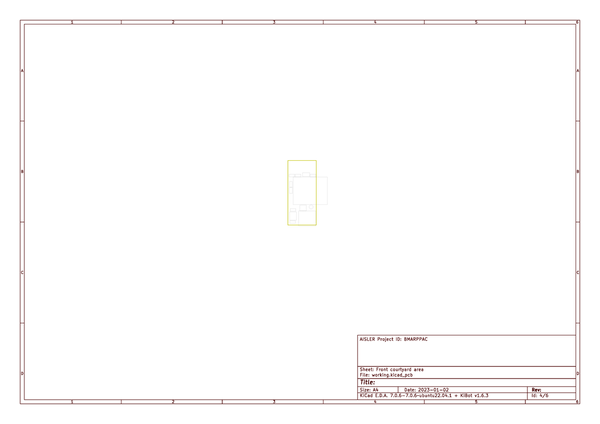 1 2 3 4 5 6
A A
B B
C C
D D
AISLER Project ID: BMARPPAC
Sheet: Front courtyard area
File: working.kicad_pcb
Title:
Size: A4 Date: 2023-01-02 Rev:
KiCad E.D.A. 7.0.6-7.0.6~ubuntu22.04.1 + KiBot v1.6.3 Id: 4/6
1 2 3 4 5 6